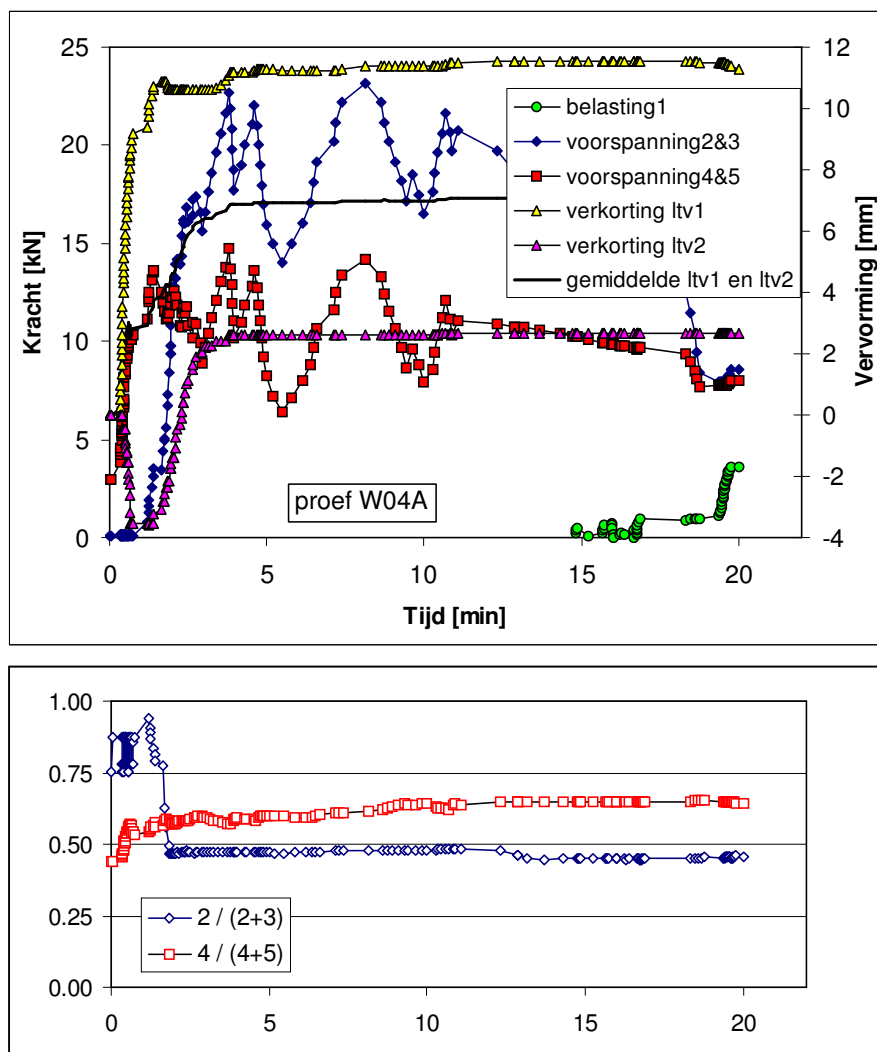 25
20
15
10
5
0
Kracht [kN]
12
10
8
6
4
2
0
-2
-4
Vervorming [mm]
belasting1
voorspanning2&3
voorspanning4&5
verkorting ltv1
verkorting ltv2
gemiddelde ltv1 en ltv2
proef W04A
0 5 10 15 20
Tijd [min]
1.00
0.75
0.50
0.25
0.00
2 / (2+3)
4 / (4+5)
0 5 10 15 20